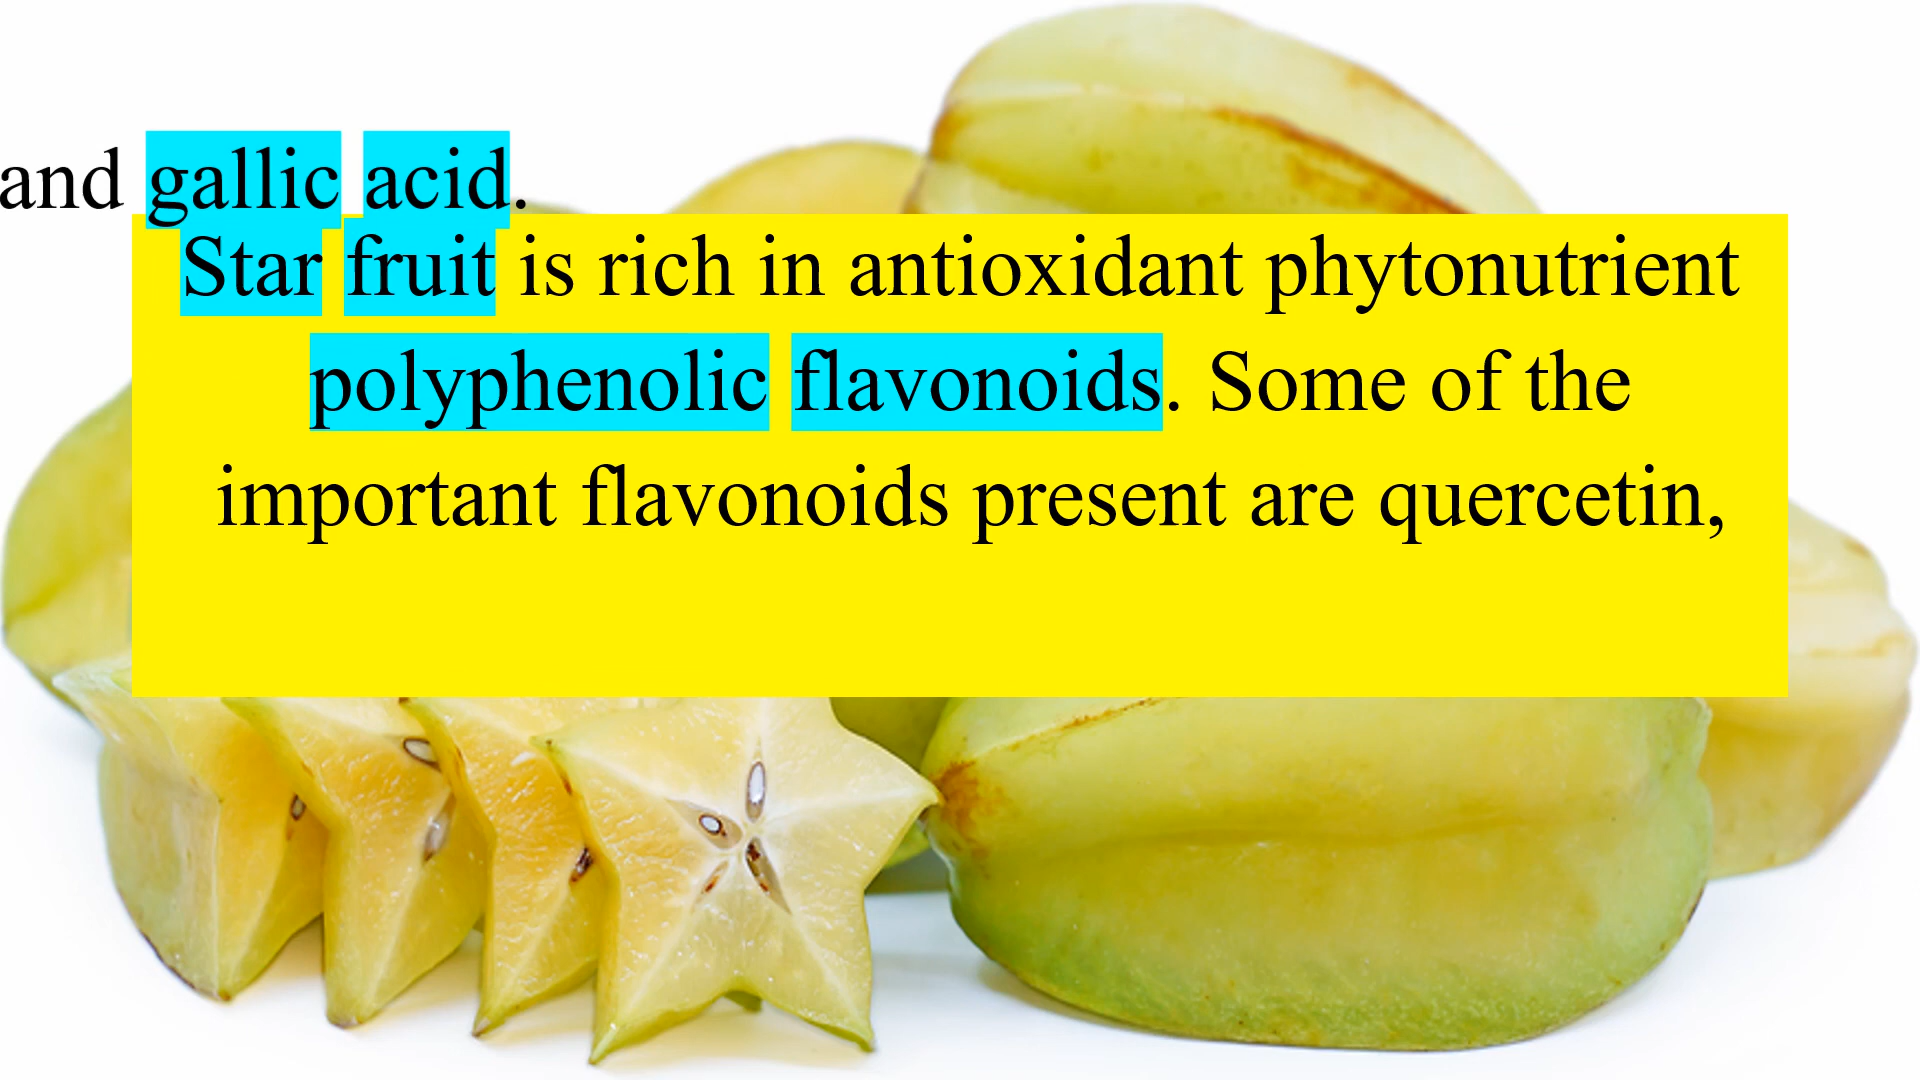 and gallic acid.
Star fruit is rich in antioxidant phytonutrient
polyphenolic flavonoids. Some of the
important flavonoids present are quercetin,